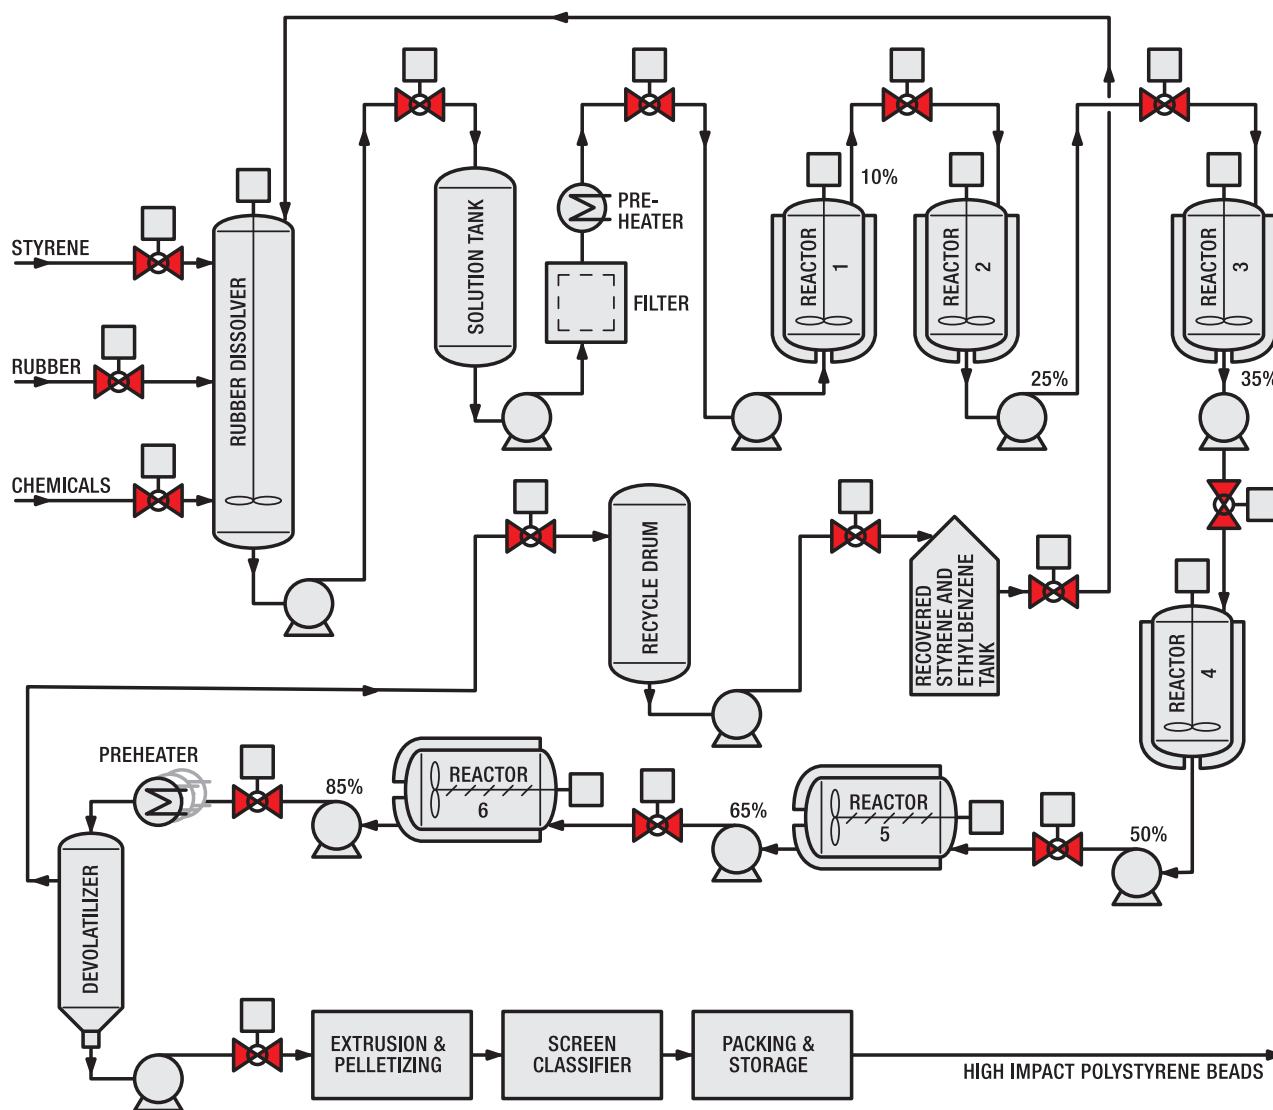 STYRENE
RUBBER
CHEMICALS
RUBBER DISSOLVER
SOLUTION TANK
PRE-
HEATER
FILTER
REACTOR
1
10%
REACTOR
2
25%
REACTOR
3
35%
RECYCLE DRUM
RECOVERED
STYRENE AND
ETHYLBENZENE
TANK
REACTOR
4
50%
REACTOR
5
65%
REACTOR
6
85%
PREHEATER
DEVOLATILIZER
EXTRUSION &
PELLETIZING
SCREEN
CLASSIFIER
PACKING &
STORAGE
HIGH IMPACT POLYSTYRENE BEADS